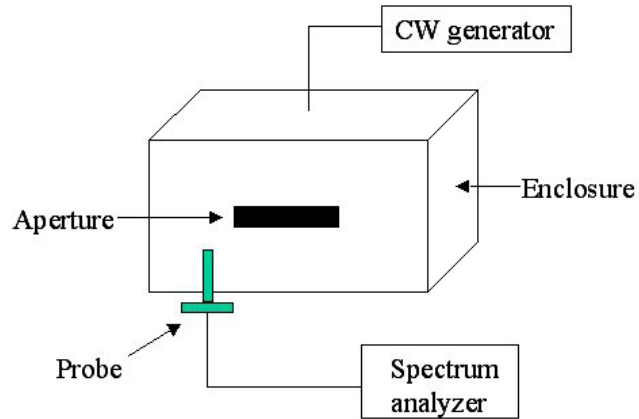 CW generator
Enclosure
Aperture
Probe
Spectrum
analyzer